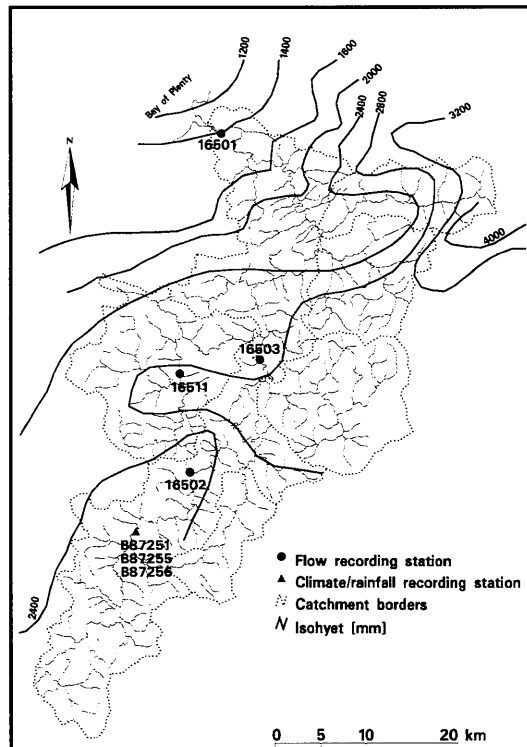 1200
1400
1600
2000
2400
2800
3200
Bay of Plenty
16501
N
4000
16503
16511
16502
B87251
B87255
B87256
2400
● Flow recording station
▲ Climate/rainfall recording station
Catchment borders
N Isohyet [mm]
0 5 10 20 km